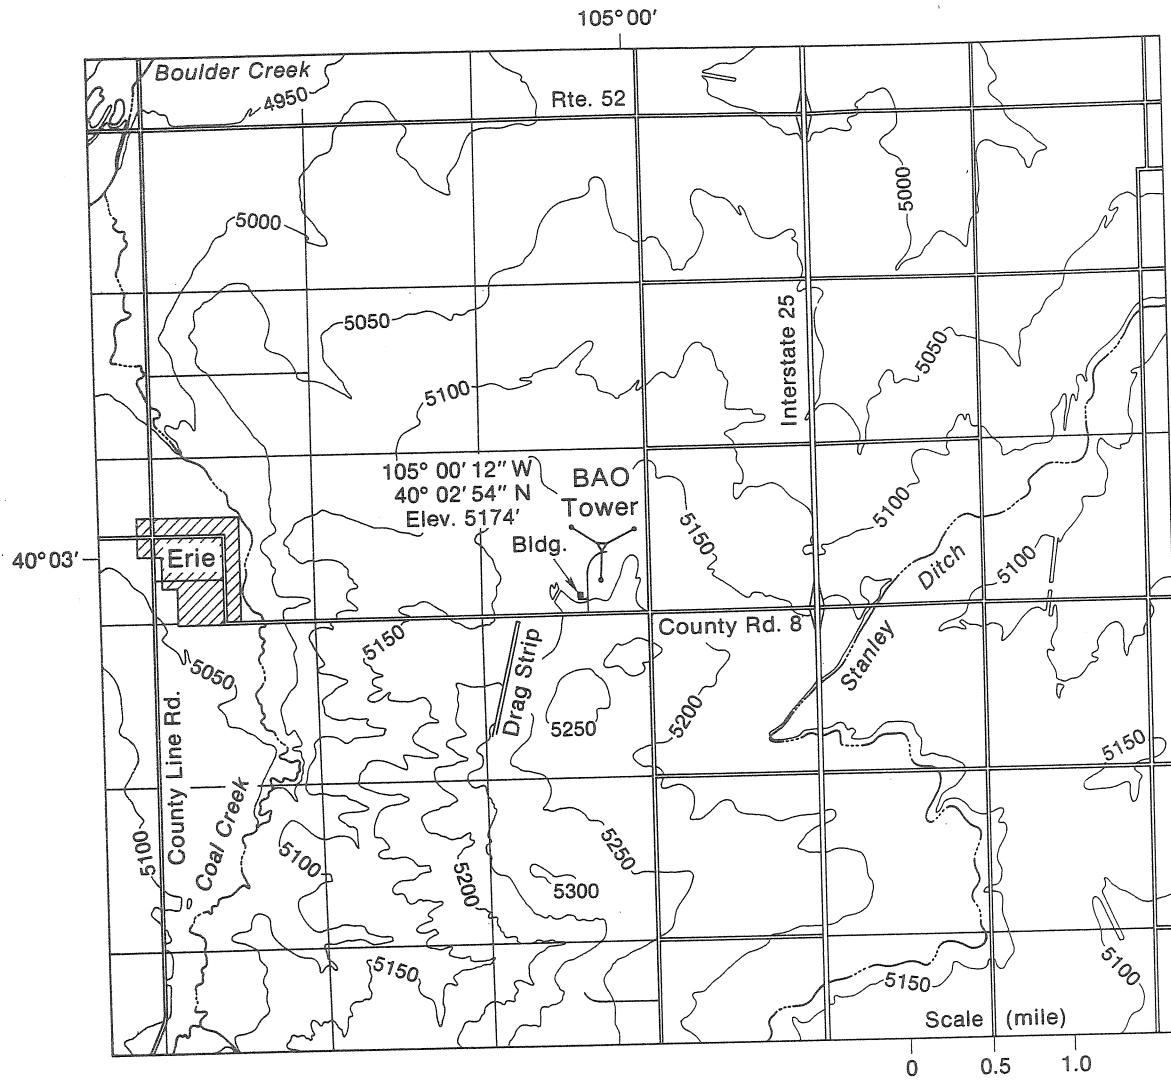 105° 00′
Boulder Creek
4950
Rte. 52
5000
5000
5050
Interstate 25
5050
5100
105° 00′ 12″ W
40° 02′ 54″ N
Elev. 5174′
BAO
Tower
Bldg.
5150
5100
40° 03′
Erie
Ditch
5100
County Rd. 8
5150
Stanley
5050
Drag Strip
5250
5200
5150
County Line Rd.
Coal Creek
5100
5100
5200
5250
5300
5150
5150
5100
Scale (mile)
0 0.5 1.0